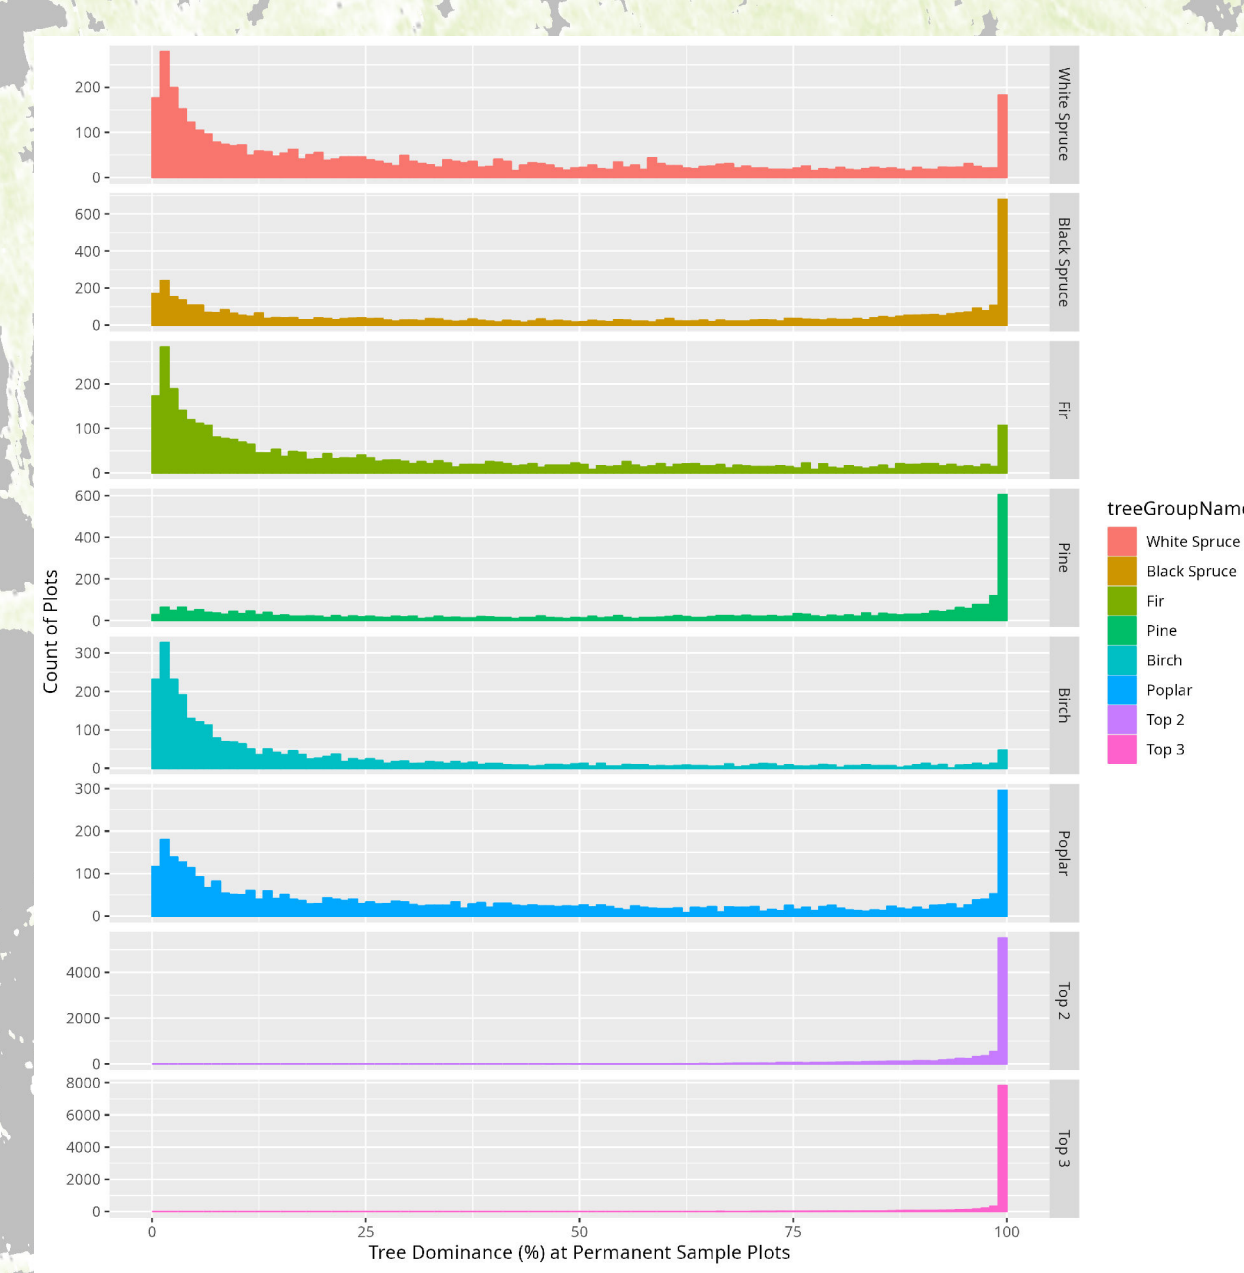 200
100
0
White Spruce
600
400
200
0
Black Spruce
200
100
0
Fir
600
400
200
0
Pine
300
200
100
0
Birch
300
200
100
0
Poplar
4000
2000
0
Top 2
8000
6000
4000
2000
0
Top 3
0 25 50 75 100
Tree Dominance (%) at Permanent Sample Plots
Count of Plots
treeGroupName
White Spruce
Black Spruce
Fir
Pine
Birch
Poplar
Top 2
Top 3